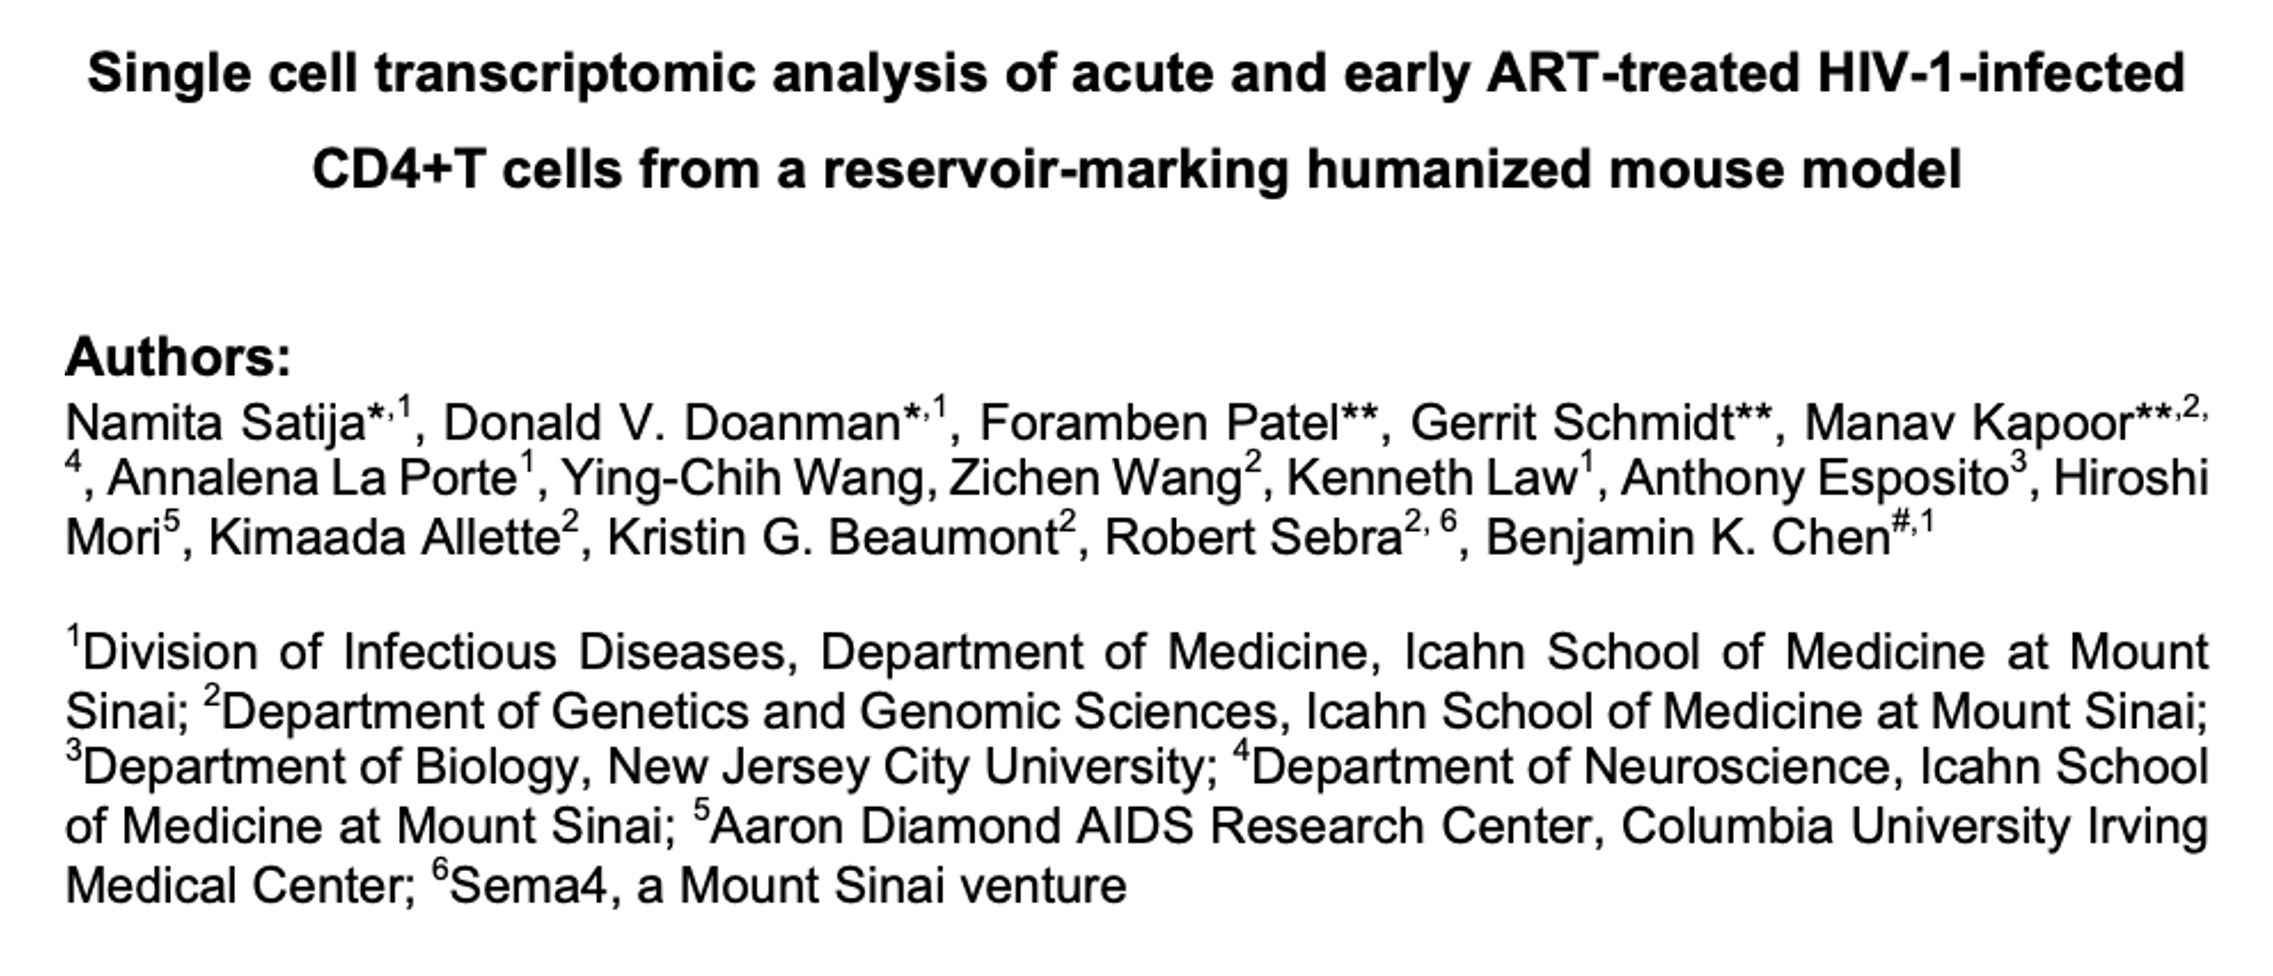 Single cell transcriptomic analysis of acute and early ART-treated HIV-1-infected
CD4+T cells from a reservoir-marking humanized mouse model
Authors:
Namita Satija*,1, Donald V. Doanman*,1, Foramben Patel**, Gerrit Schmidt**, Manav Kapoor**,2,
4, Annalena La Porte1, Ying-Chih Wang, Zichen Wang2, Kenneth Law1, Anthony Esposito3, Hiroshi
Mori5, Kimaada Allette2, Kristin G. Beaumont2, Robert Sebra2, 6, Benjamin K. Chen#,1
1Division of Infectious Diseases, Department of Medicine, Icahn School of Medicine at Mount
Sinai; 2Department of Genetics and Genomic Sciences, Icahn School of Medicine at Mount Sinai;
3Department of Biology, New Jersey City University; 4Department of Neuroscience, Icahn School
of Medicine at Mount Sinai; 5Aaron Diamond AIDS Research Center, Columbia University Irving
Medical Center; 6Sema4, a Mount Sinai venture